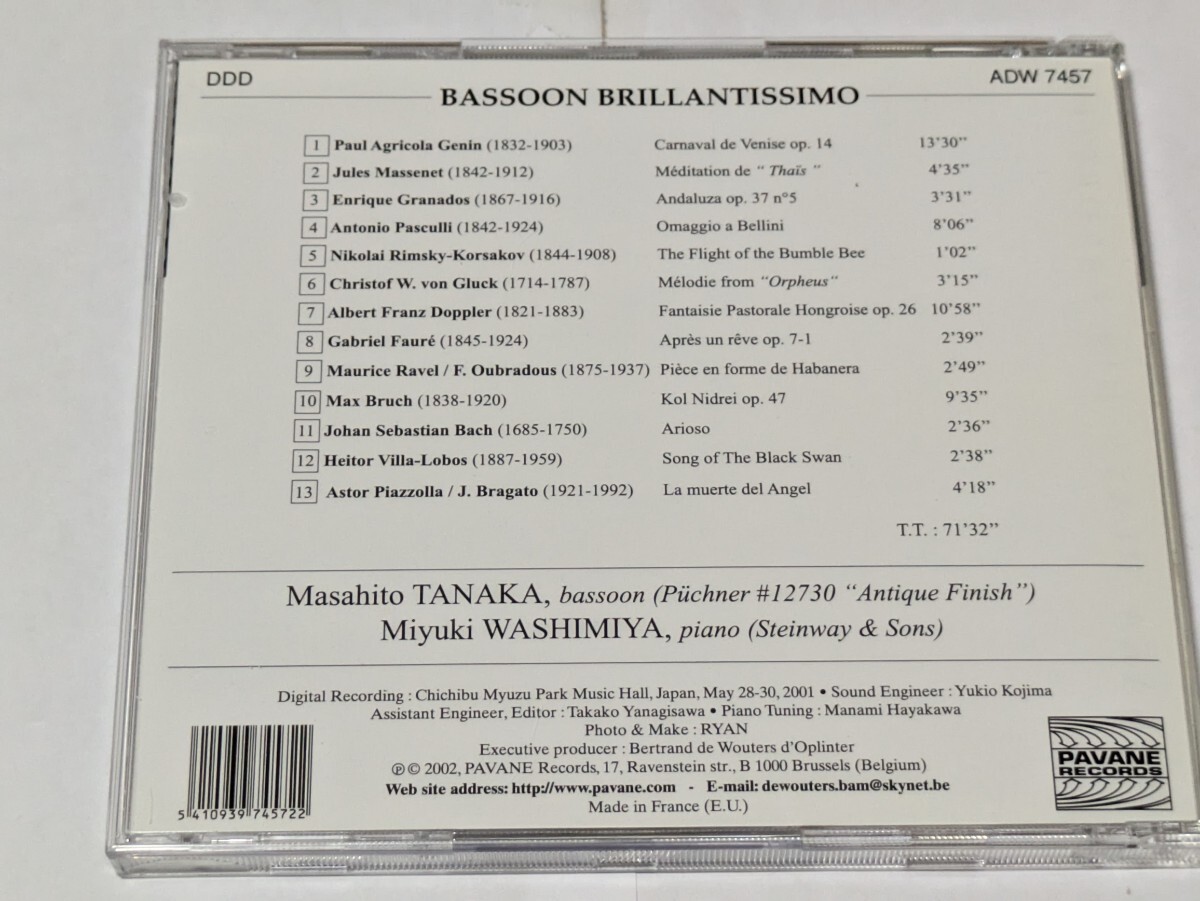 DDD
ADW 7457
BASSOON BRILLANTISSIMO
1 Paul Agricola Genin (1832-1903) Carnaval de Venise op. 14 13'30”
2 Jules Massenet (1842-1912) Méditation de “ Thaïs ” 4'35”
3 Enrique Granados (1867-1916) Andaluza op. 37 n°5 3'31”
4 Antonio Pasculli (1842-1924) Omaggio a Bellini 8'06”
5 Nikolai Rimsky-Korsakov (1844-1908) The Flight of the Bumble Bee 1'02”
6 Christof W. von Gluck (1714-1787) Mélodie from “Orpheus” 3'15”
7 Albert Franz Doppler (1821-1883) Fantaisie Pastorale Hongroise op. 26 10'58”
8 Gabriel Fauré (1845-1924) Après un rêve op. 7-1 2'39”
9 Maurice Ravel / F. Oubradous (1875-1937) Pièce en forme de Habanera 2'49”
10 Max Bruch (1838-1920) Kol Nidrei op. 47 9'35”
11 Johan Sebastian Bach (1685-1750) Arioso 2'36”
12 Heitor Villa-Lobos (1887-1959) Song of The Black Swan 2'38”
13 Astor Piazzolla / J. Bragato (1921-1992) La muerte del Angel 4'18”
T.T. : 71'32”
Masahito TANAKA, bassoon (Püchner #12730 “Antique Finish”)
Miyuki WASHIMIYA, piano (Steinway & Sons)
Digital Recording : Chichibu Myuzu Park Music Hall, Japan, May 28-30, 2001 • Sound Engineer : Yukio Kojima
Assistant Engineer, Editor : Takako Yanagisawa • Piano Tuning : Manami Hayakawa
Photo & Make : RYAN
Executive producer : Bertrand de Wouters d'Oplinter
℗ © 2002, PAVANE Records, 17, Ravenstein str., B 1000 Brussels (Belgium)
Web site address: http://www.pavane.com - E-mail: dewouters.bam@skynet.be
Made in France (E.U.)
5 410939 745722
PAVANE
RECORDS